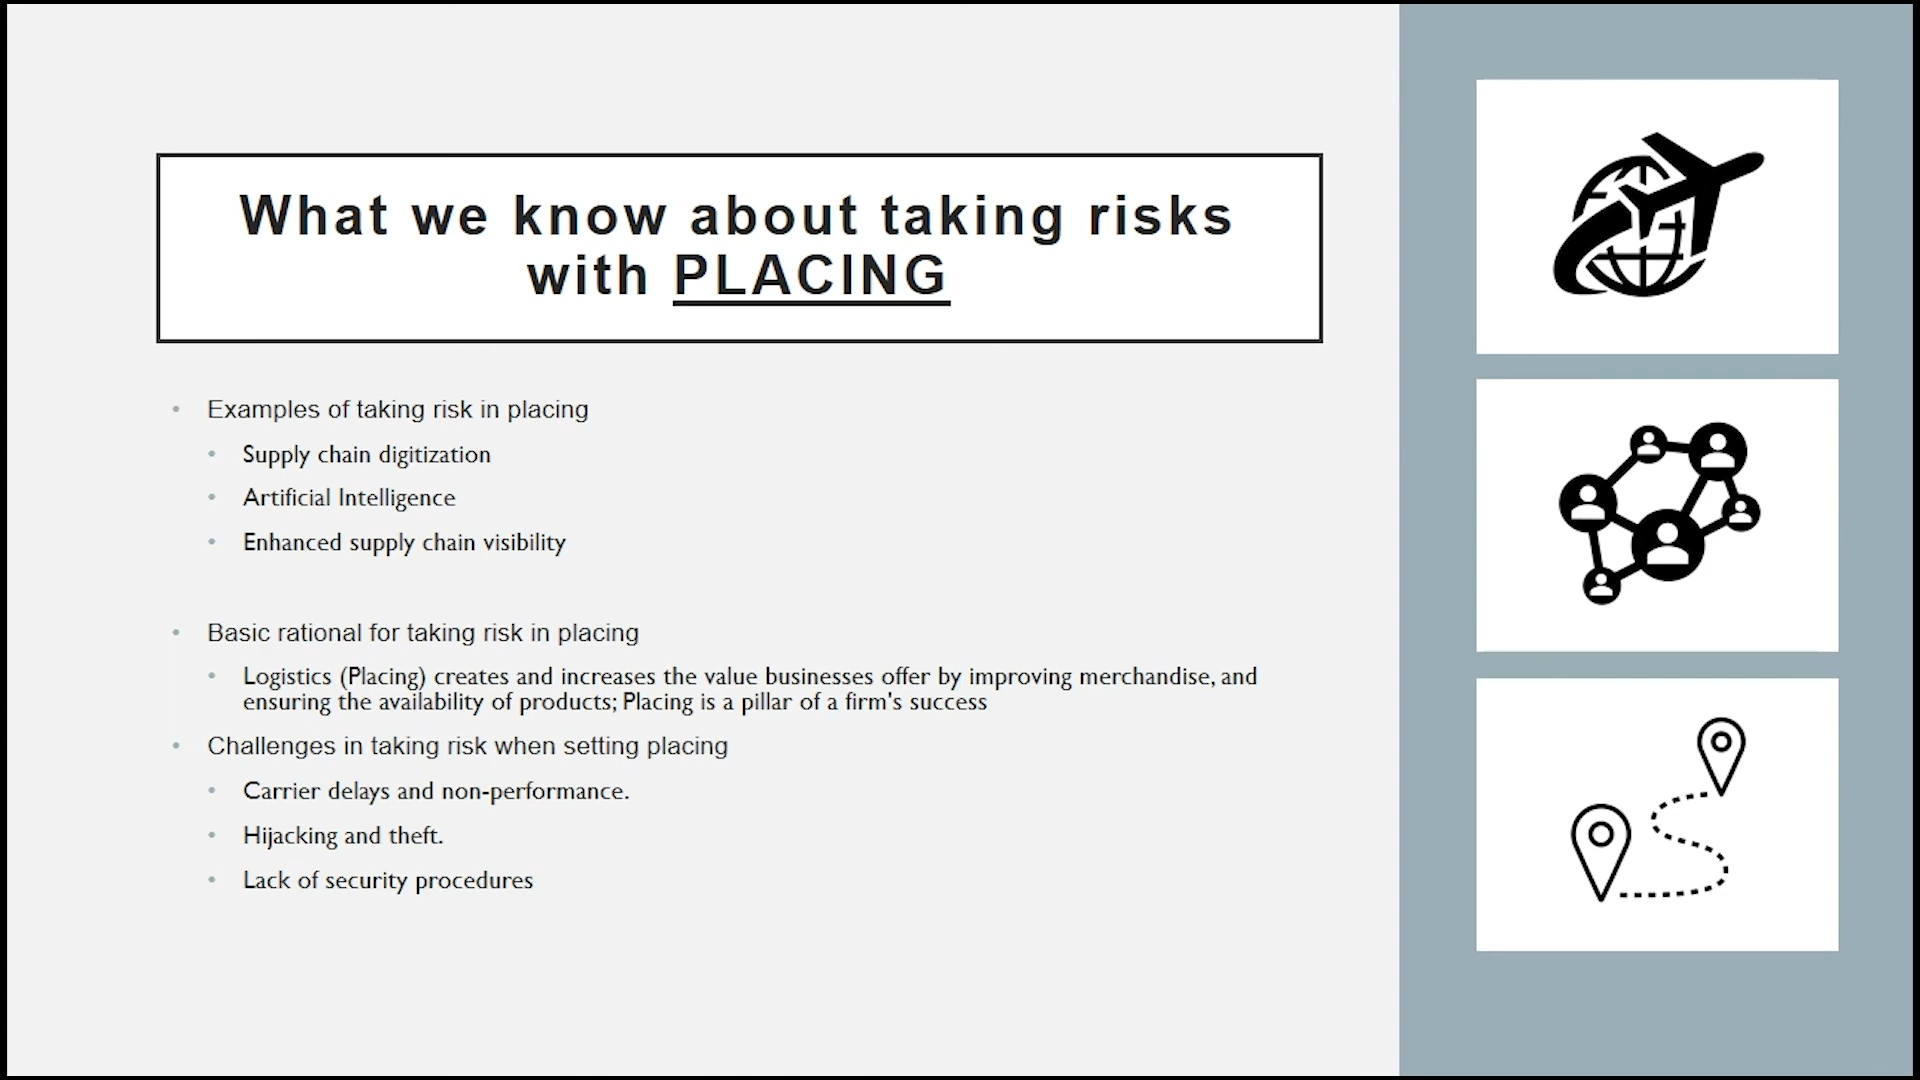 What we know about taking risks
with PLACING
• Examples of taking risk in placing
• Supply chain digitization
• Artificial Intelligence
• Enhanced supply chain visibility
• Basic rational for taking risk in placing
• Logistics (Placing) creates and increases the value businesses offer by improving merchandise, and
ensuring the availability of products; Placing is a pillar of a firm's success
• Challenges in taking risk when setting placing
• Carrier delays and non-performance.
• Hijacking and theft.
• Lack of security procedures